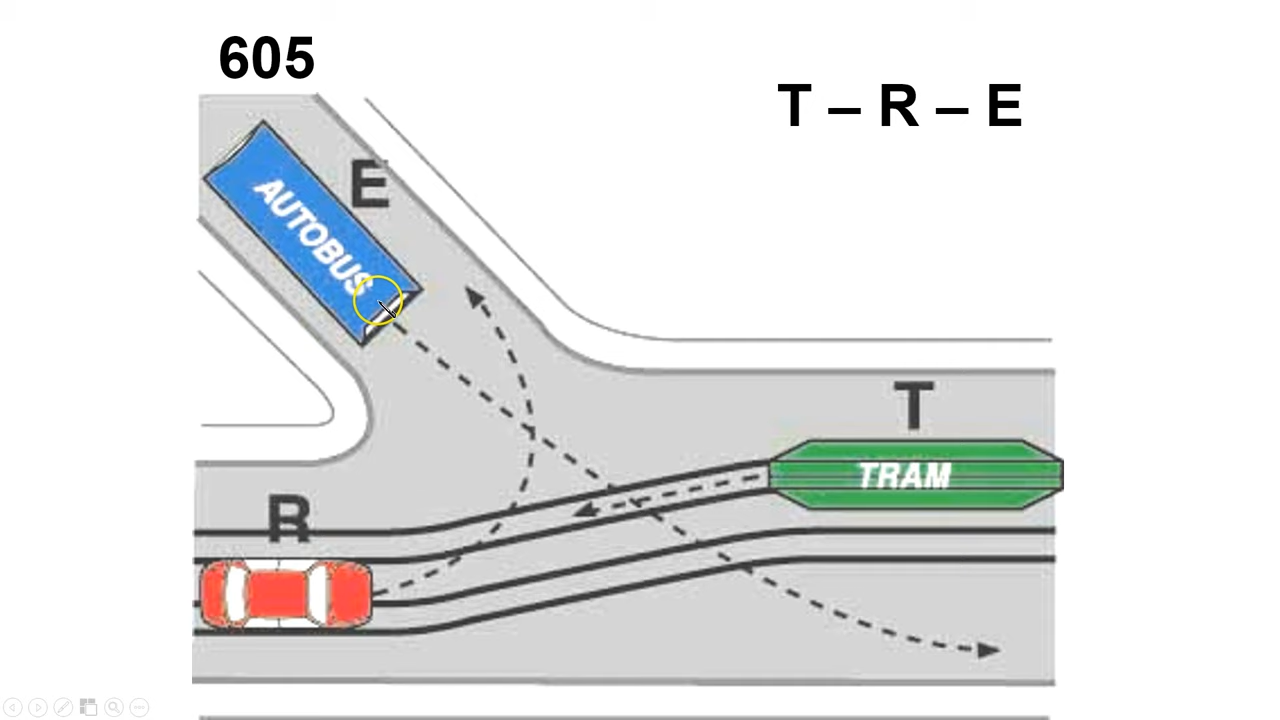 605
T – R – E
E
AUTOBUS
T
TRAM
R